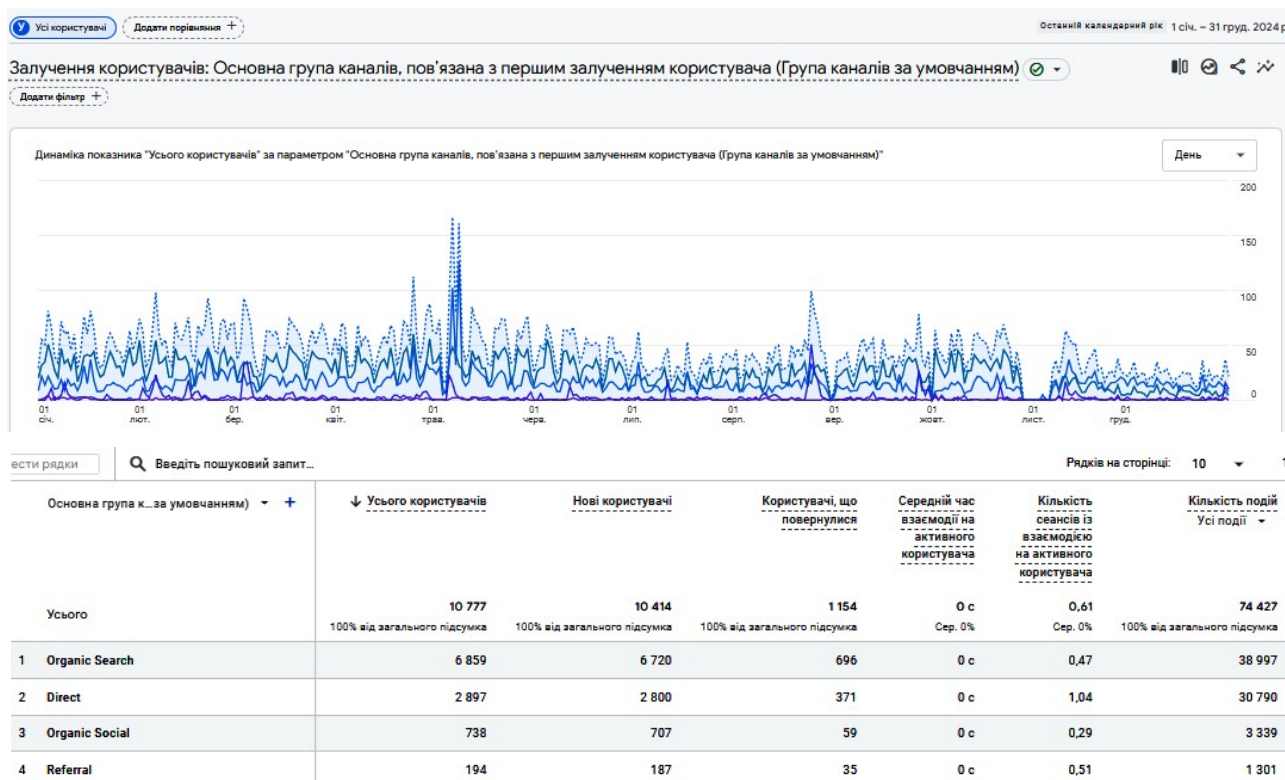 У Усі користувачі Додати порівняння + Останній календарний рік 1 січ. – 31 груд. 2024 р
Залучення користувачів: Основна група каналів, пов’язана з першим залученням користувача (Група каналів за умовчанням)
Додати фільтр +
Динаміка показника "Усього користувачів" за параметром "Основна група каналів, пов’язана з першим залученням користувача (Група каналів за умовчанням)"
День
200
150
100
50
0
01 01 01 01 01 01 01 01 01 01 01 01
січ. лют. бер. квіт. трав. черв. лип. серп. вер. жовт. лист. груд.
ести рядки Введіть пошуковий запит... Рядків на сторінці: 10 1
Основна група к...за умовчанням) + ↓ Усього користувачів Нові користувачі Користувачі, що Середній час Кількість Кількість подій
повернулися взаємодії на сеансів із Усі події
активного взаємодією
користувача на активного
користувача
Усього 10 777 10 414 1 154 0 с 0,61 74 427
100% від загального підсумка 100% від загального підсумка 100% від загального підсумка Сер. 0% Сер. 0% 100% від загального підсумка
1 Organic Search 6 859 6 720 696 0 с 0,47 38 997
2 Direct 2 897 2 800 371 0 с 1,04 30 790
3 Organic Social 738 707 59 0 с 0,29 3 339
4 Referral 194 187 35 0 с 0,51 1 301